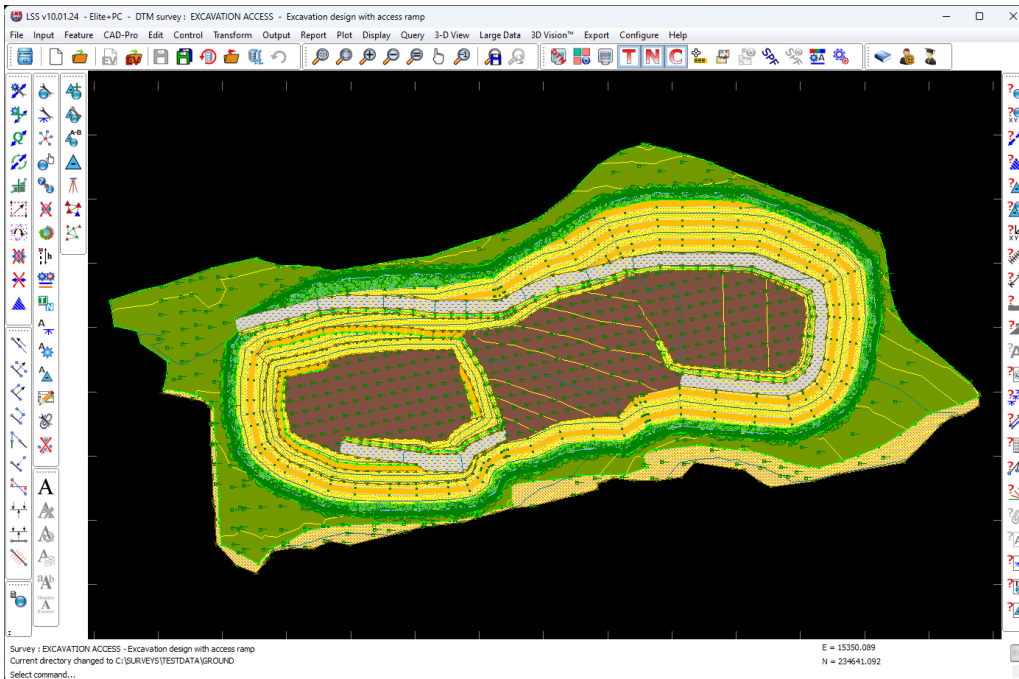 LSS v10.01.24 - Elite+PC - DTM survey : EXCAVATION ACCESS - Excavation design with access ramp
File Input Feature CAD-Pro Edit Control Transform Output Report Plot Display Query 3-D View Large Data 3D Vision™ Export Configure Help
EV EV T N C
Survey : EXCAVATION ACCESS - Excavation design with access ramp
Current directory changed to C:\SURVEYS\TESTDATA\GROUND
Select command...
E = 15350.089
N = 234641.092